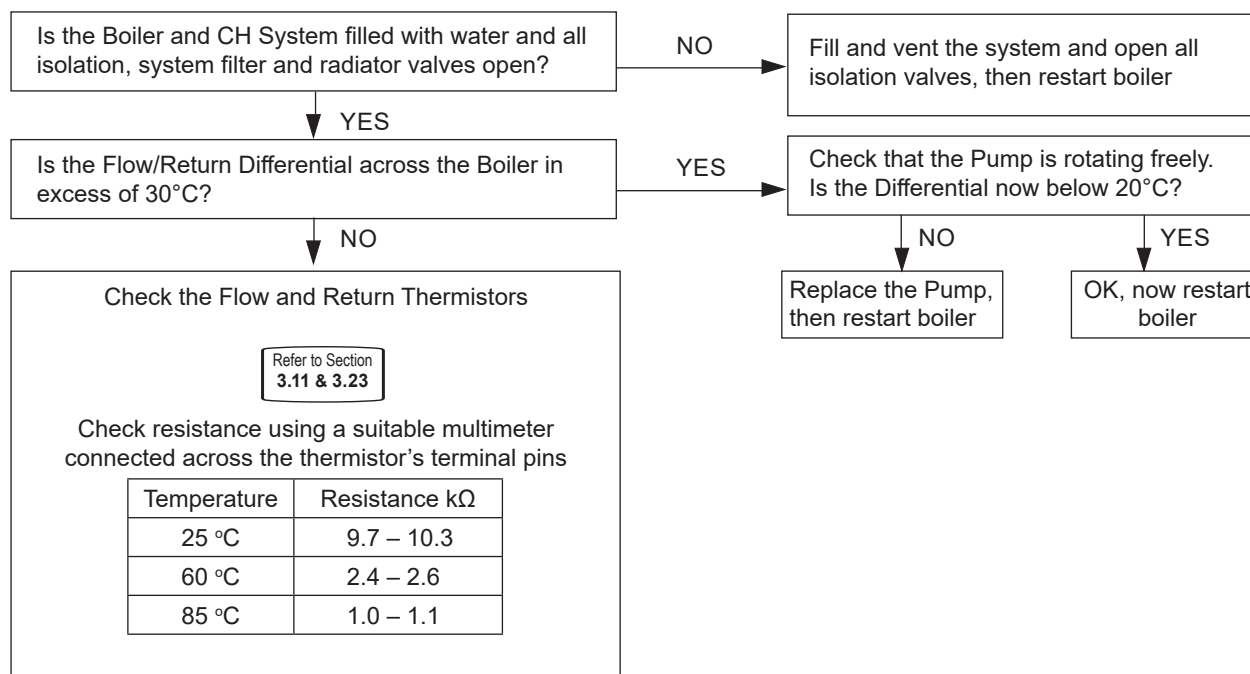 Is the Boiler and CH System filled with water and all
isolation, system filter and radiator valves open?
NO
Fill and vent the system and open all
isolation valves, then restart boiler
YES
Is the Flow/Return Differential across the Boiler in
excess of 30°C?
YES
Check that the Pump is rotating freely.
Is the Differential now below 20°C?
NO
NO
YES
Check the Flow and Return Thermistors
Replace the Pump,
then restart boiler
OK, now restart
boiler
Refer to Section
3.11 & 3.23
Check resistance using a suitable multimeter
connected across the thermistor’s terminal pins
Temperature Resistance kΩ
25 °C 9.7 – 10.3
60 °C 2.4 – 2.6
85 °C 1.0 – 1.1